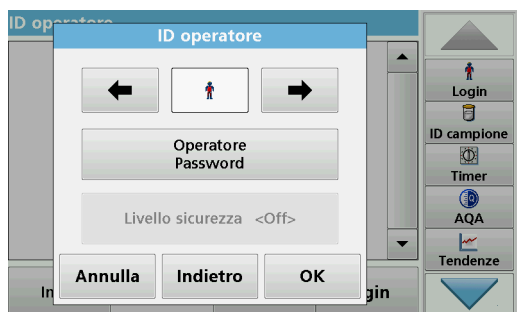 ID operatore
ID operatore
Operatore
Password
Livello sicurezza <Off>
Annulla
Indietro
OK
Login
ID campione
Timer
AQA
Tendenze